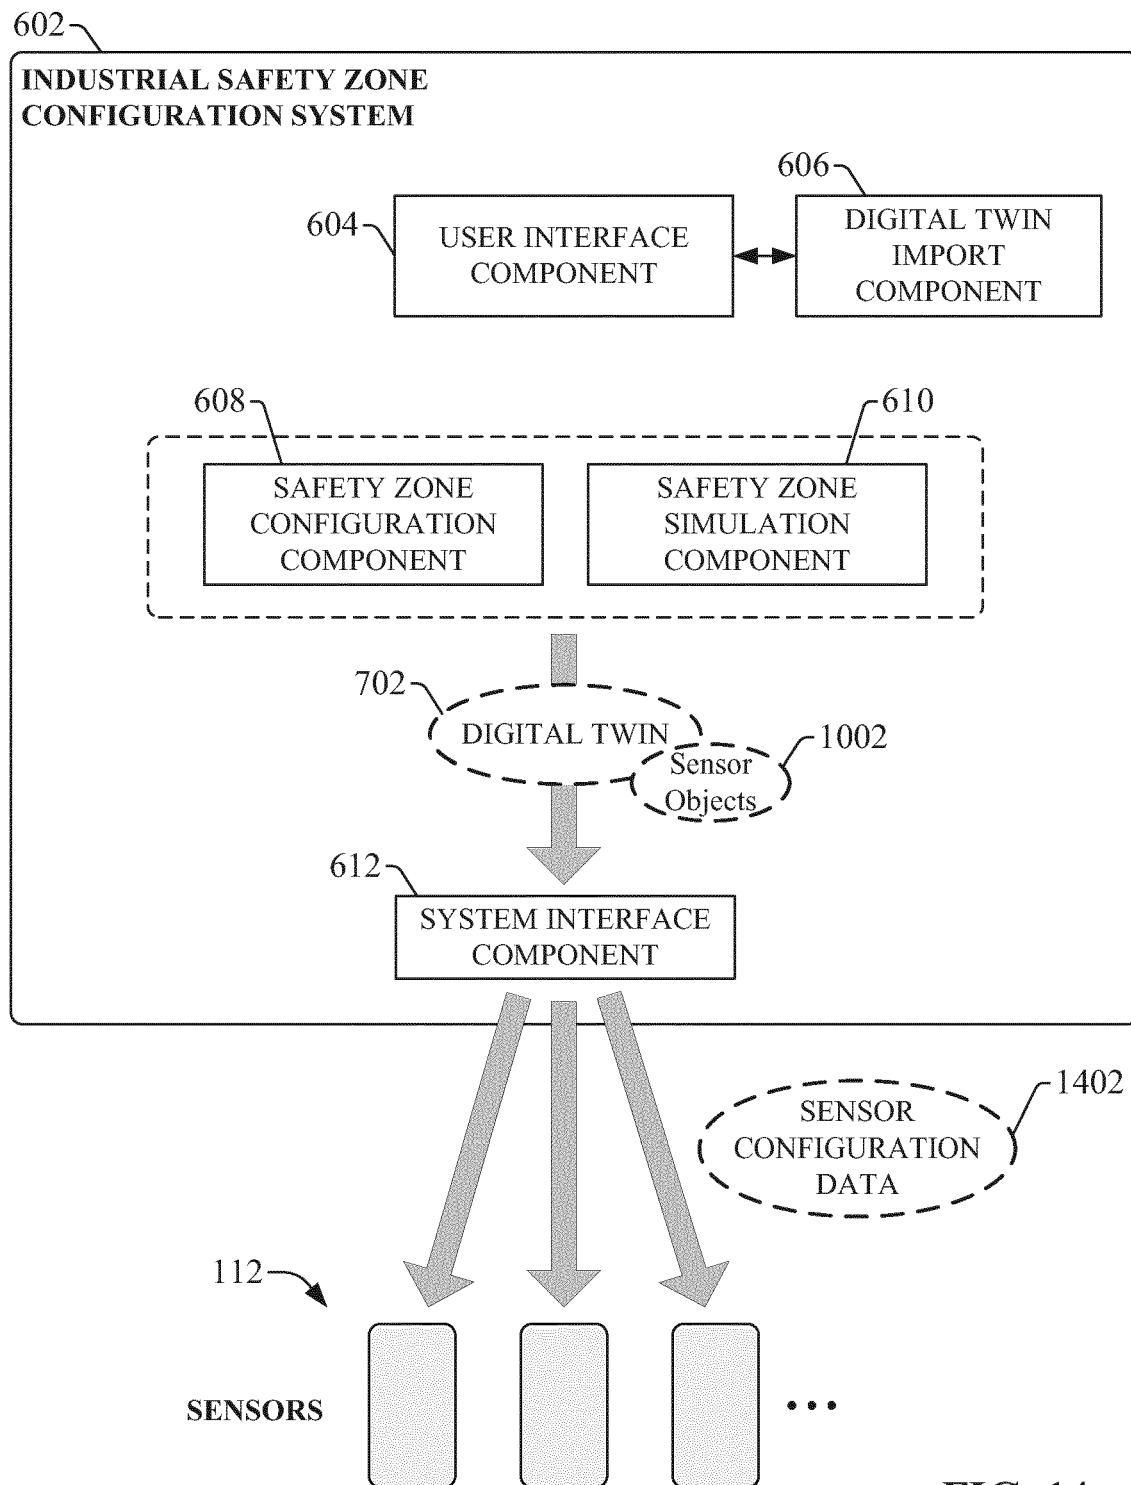 602
INDUSTRIAL SAFETY ZONE
CONFIGURATION SYSTEM
606
604
USER INTERFACE
COMPONENT
DIGITAL TWIN
IMPORT
COMPONENT
608
610
SAFETY ZONE
CONFIGURATION
COMPONENT
SAFETY ZONE
SIMULATION
COMPONENT
702
DIGITAL TWIN
1002
Sensor
Objects
612
SYSTEM INTERFACE
COMPONENT
1402
SENSOR
CONFIGURATION
DATA
112
SENSORS
...
FIG. 14